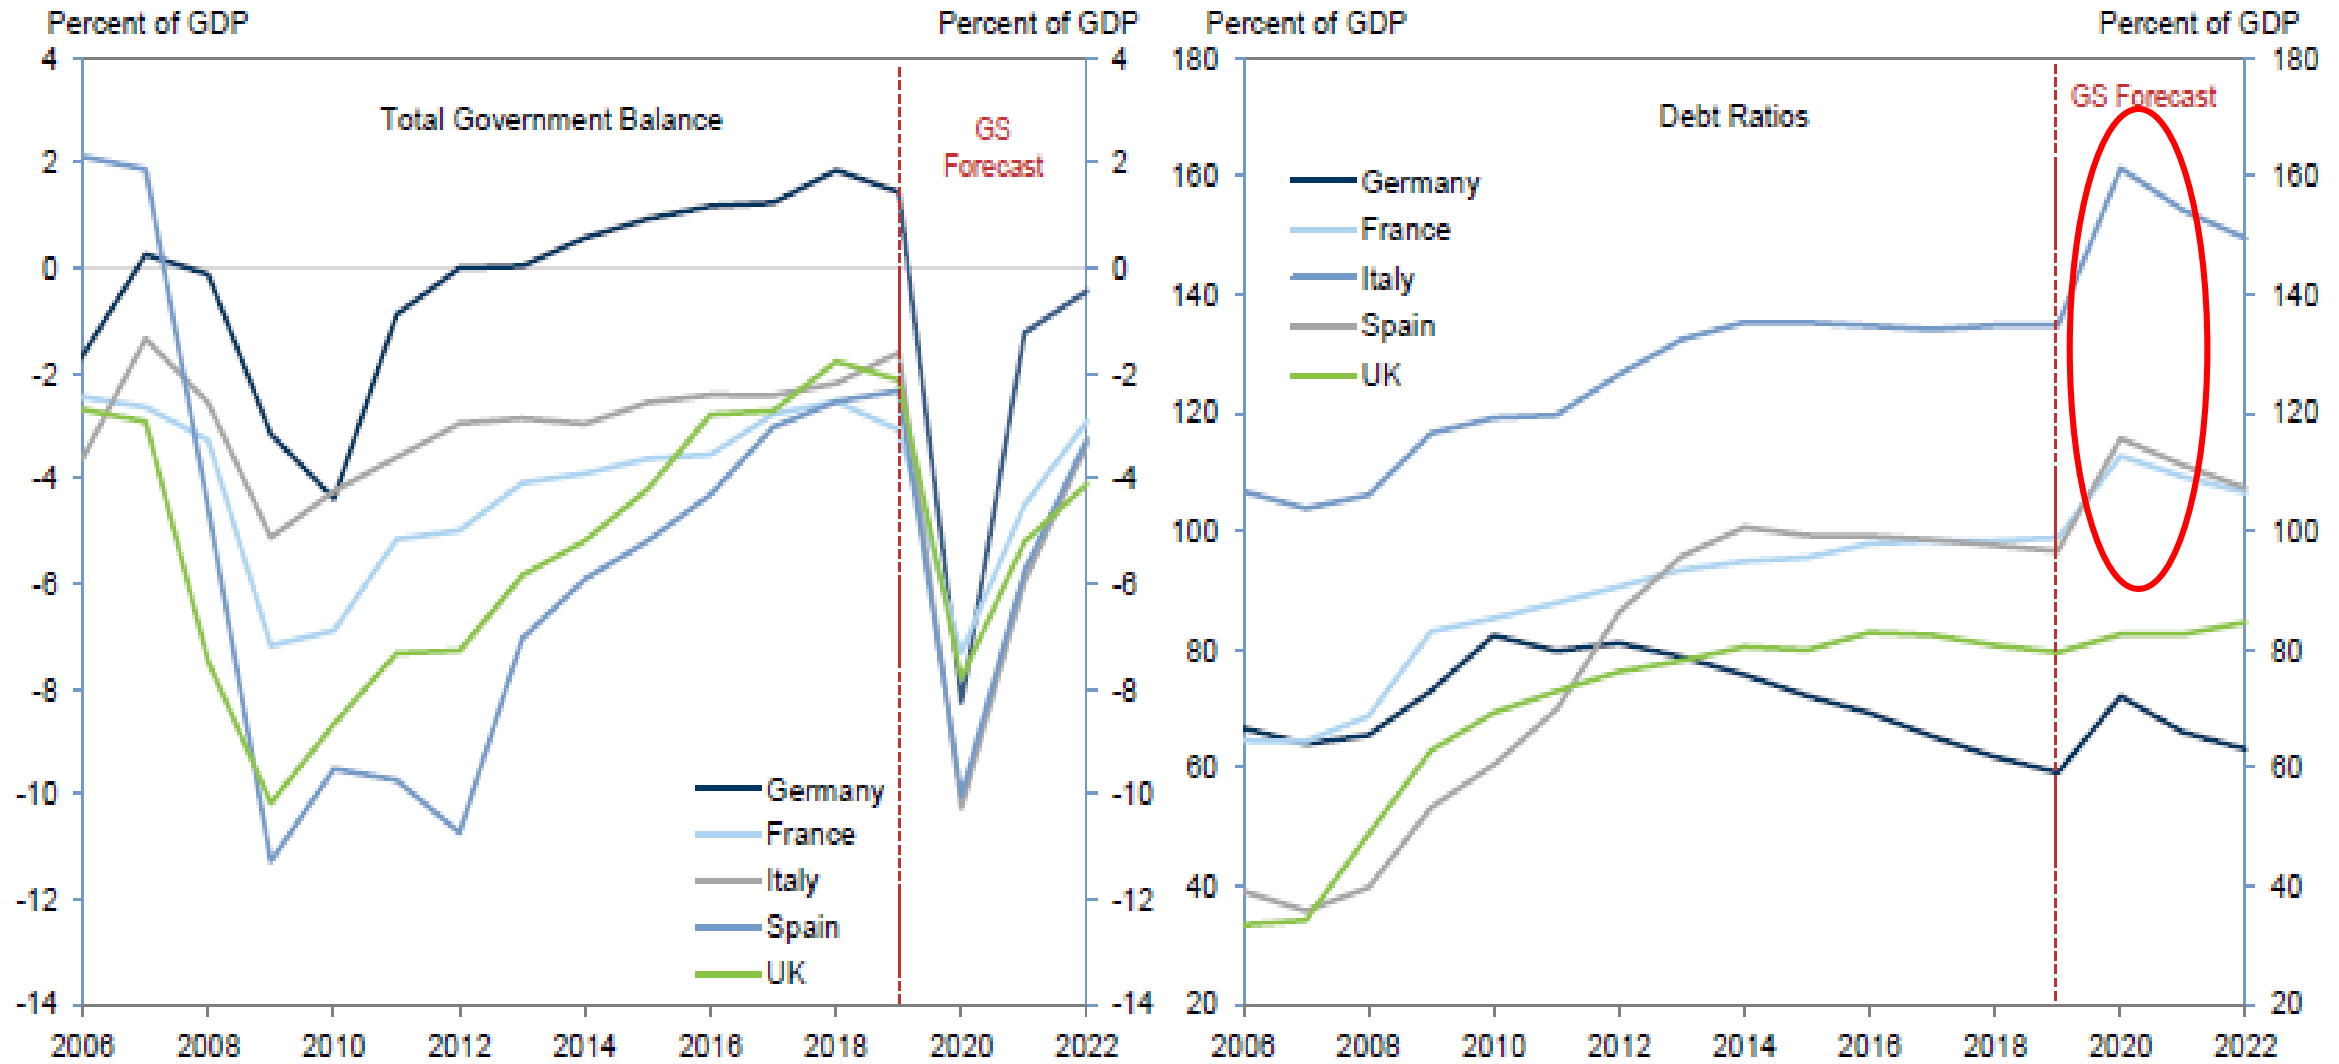 Percent of GDP
Percent of GDP
4
2
0
-2
-4
-6
-8
-10
-12
-14
4
2
0
-2
-4
-6
-8
-10
-12
-14
Total Government Balance
GS
Forecast
Germany
France
Italy
Spain
UK
2006 2008 2010 2012 2014 2016 2018 2020 2022
Percent of GDP
Percent of GDP
180
160
140
120
100
80
60
40
20
180
160
140
120
100
80
60
40
20
Debt Ratios
GS Forecast
Germany
France
Italy
Spain
UK
2006 2008 2010 2012 2014 2016 2018 2020 2022